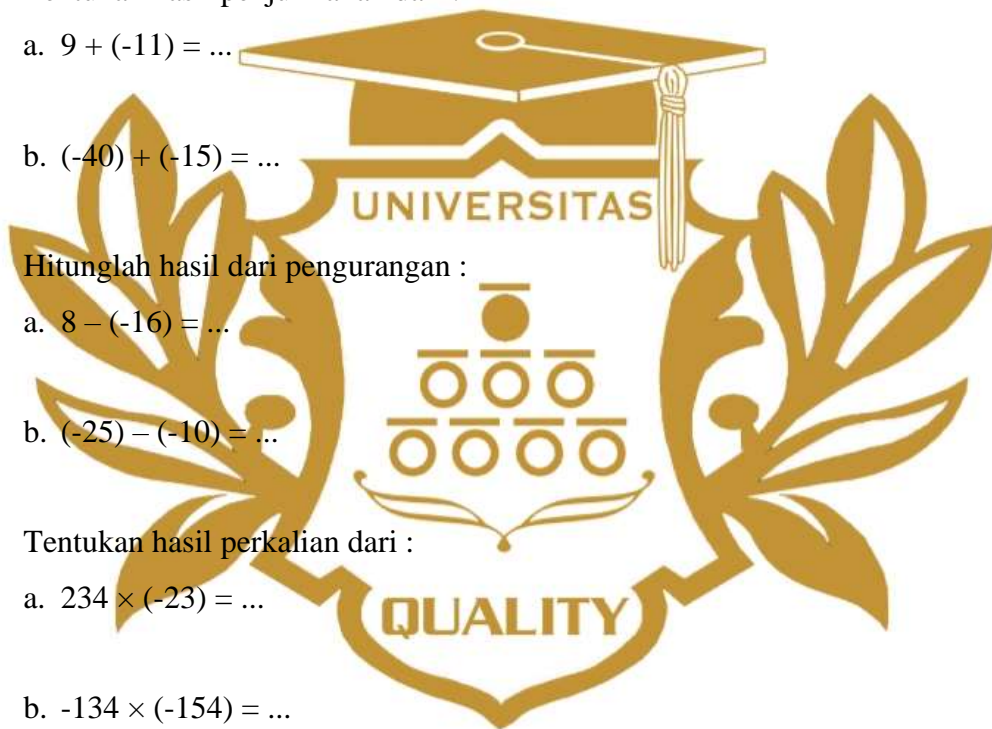 a. 9 + (-11) = ...
b. (-40) + (-15) = ...
UNIVERSITAS
Hitunglah hasil dari pengurangan :
a. 8 – (-16) = ...
b. (-25) – (-10) = ...
Tentukan hasil perkalian dari :
a. 234 × (-23) = ...
QUALITY
b. -134 × (-154) = ...